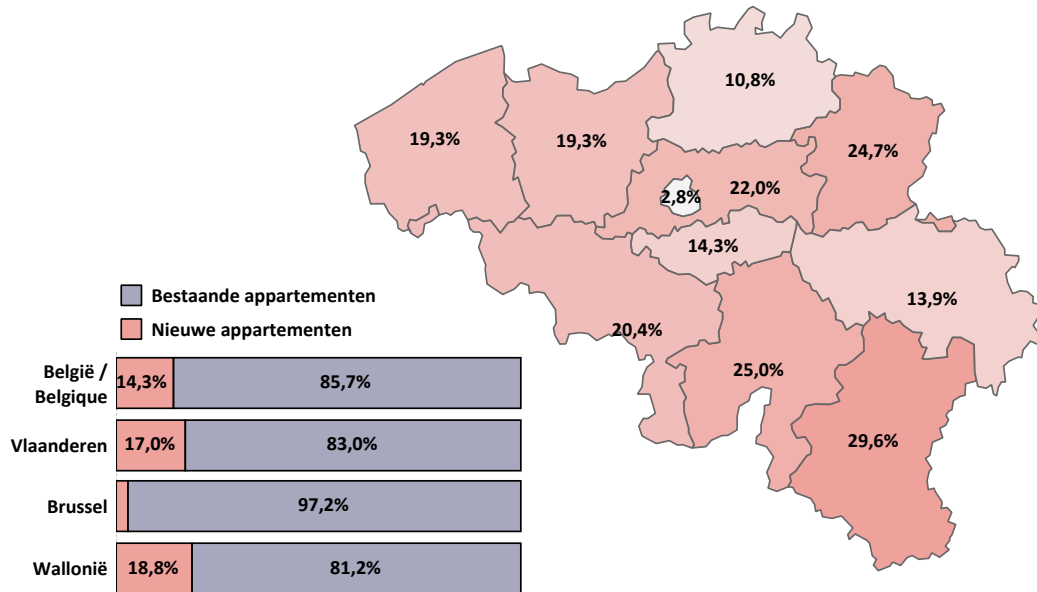 10,8%
19,3%
19,3%
24,7%
2,8%
22,0%
14,3%
13,9%
20,4%
25,0%
29,6%
Bestaande appartementen
Nieuwe appartementen
België /
Belgique
14,3%
85,7%
Vlaanderen
17,0%
83,0%
Brussel
97,2%
Wallonië
18,8%
81,2%